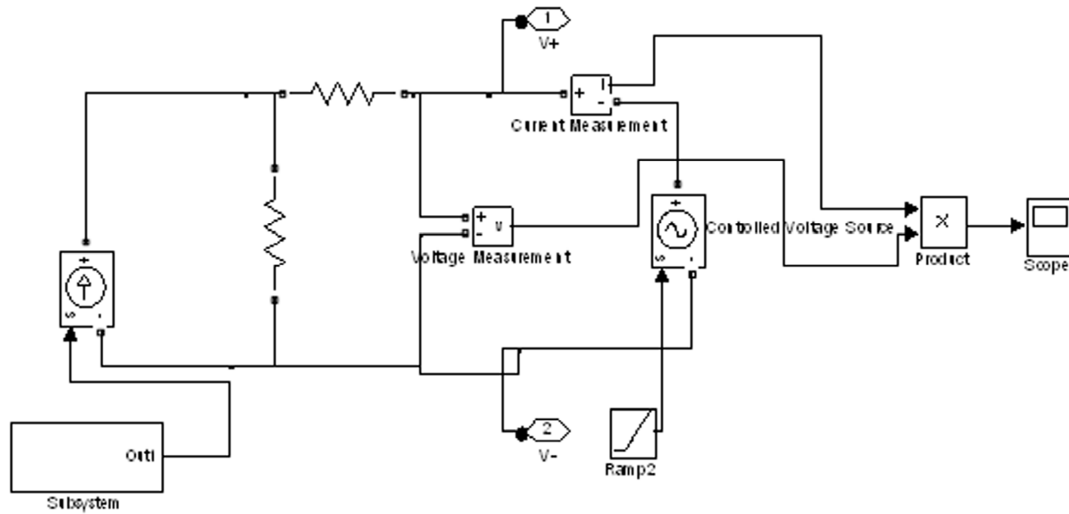 1
V+
I
+
-
Current Measurement
+
-
v
Voltage Measurement
+
s
-
Controlled Voltage Source
×
Product
Scope
+
s
-
2
V-
Ramp2
Out1
Subsystem